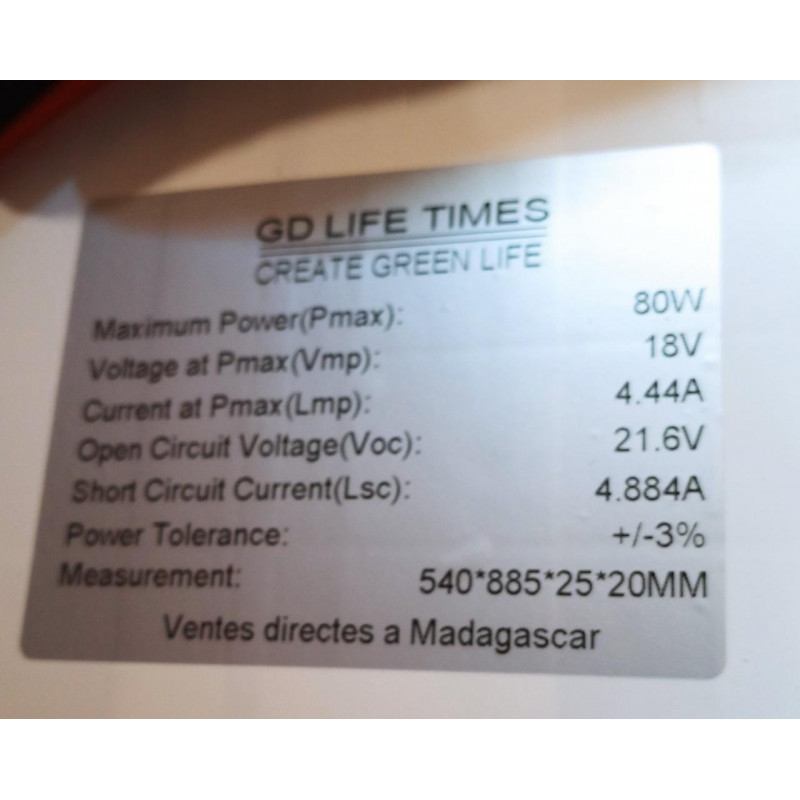 GD LIFE TIMES
CREATE GREEN LIFE
Maximum Power(Pmax): 80W
Voltage at Pmax(Vmp): 18V
Current at Pmax(Lmp): 4.44A
Open Circuit Voltage(Voc): 21.6V
Short Circuit Current(Lsc): 4.884A
Power Tolerance: +/-3%
Measurement: 540*885*25*20MM
Ventes directes a Madagascar